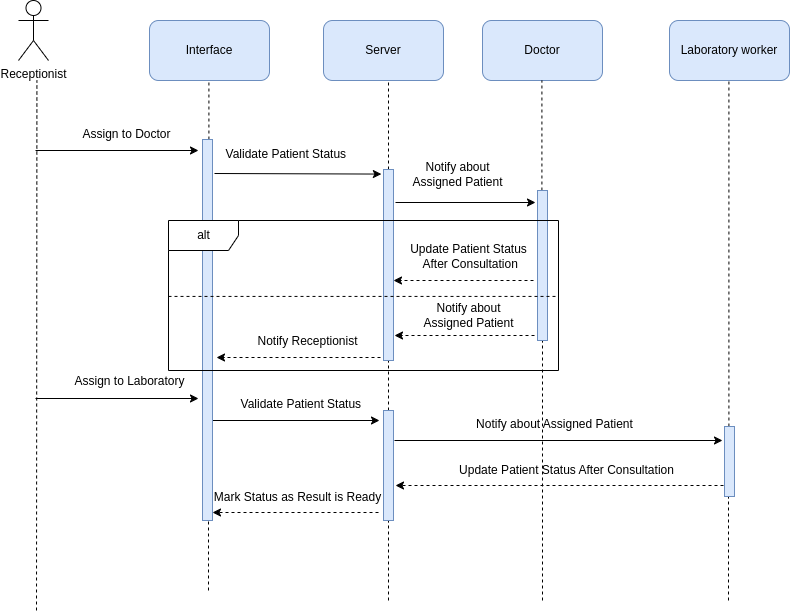 Receptionist
Interface
Server
Doctor
Laboratory worker
Assign to Doctor
Validate Patient Status
Notify about
Assigned Patient
alt
Update Patient Status
After Consultation
Notify about
Assigned Patient
Notify Receptionist
Assign to Laboratory
Validate Patient Status
Notify about Assigned Patient
Update Patient Status After Consultation
Mark Status as Result is Ready